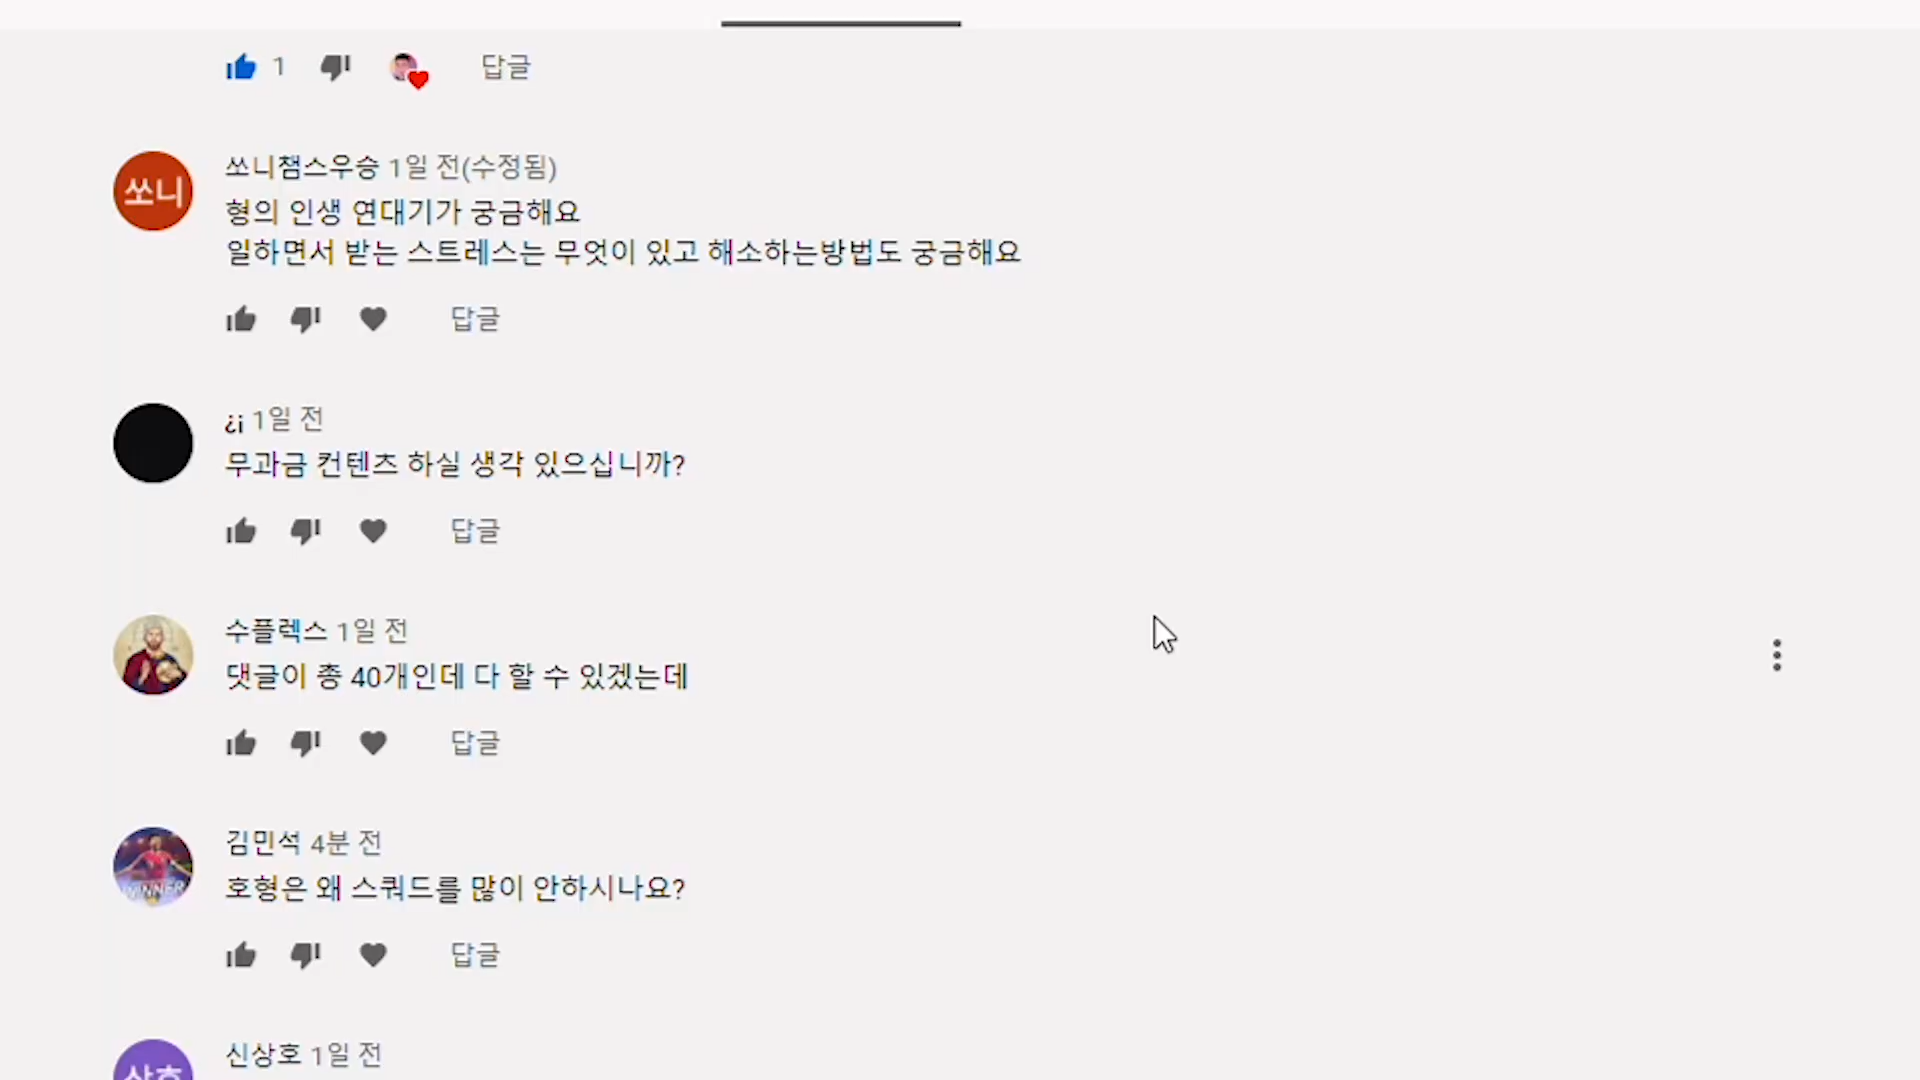 1 답글
쏘니챔스우승 1일 전(수정됨)
쏘니
형의 인생 연대기가 궁금해요
일하면서 받는 스트레스는 무엇이 있고 해소하는방법도 궁금해요
답글
¿¡ 1일 전
무과금 컨텐츠 하실 생각 있으십니까?
답글
수플렉스 1일 전
댓글이 총 40개인데 다 할 수 있겠는데
답글
김민석 4분 전
WINNER
호형은 왜 스쿼드를 많이 안하시나요?
답글
신상호 1일 전
상호